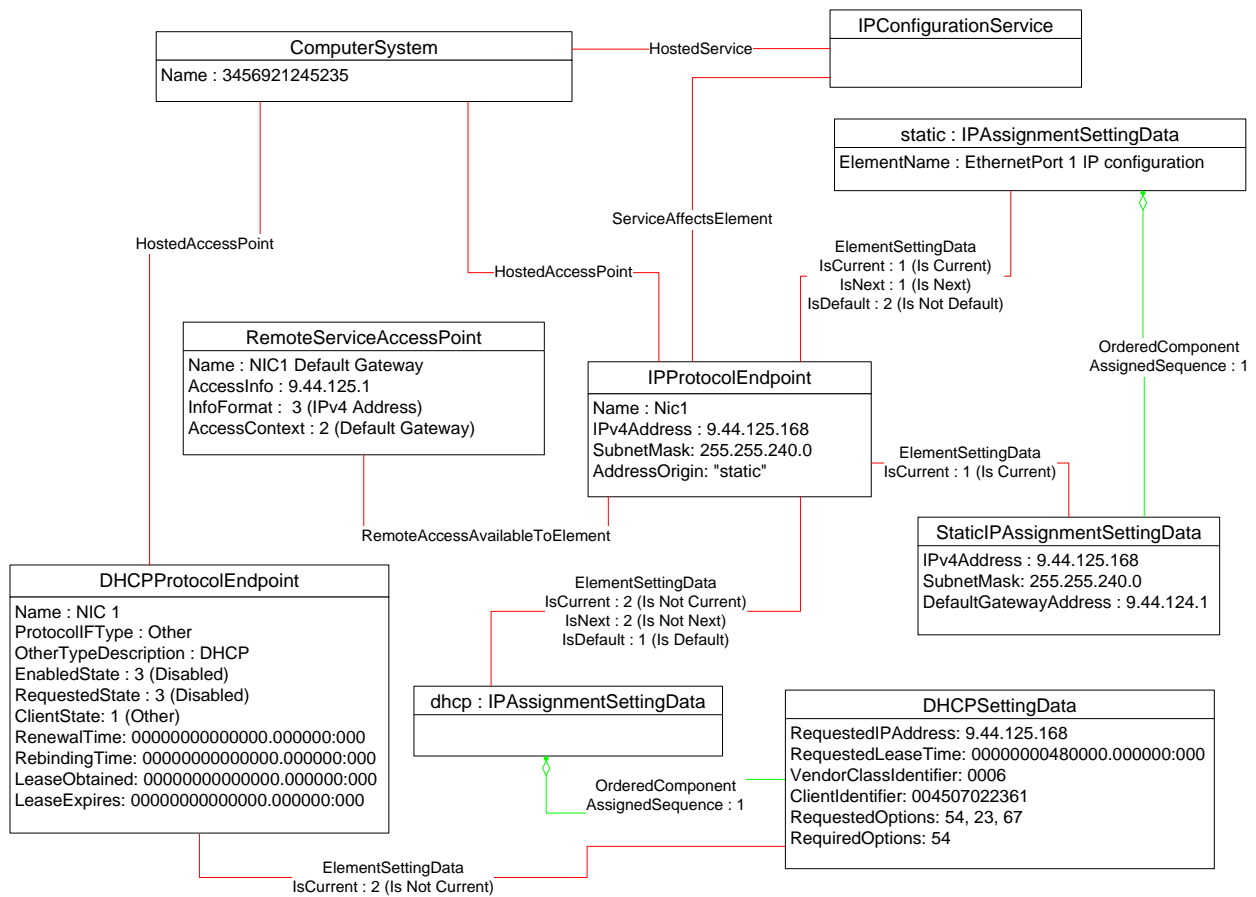 ComputerSystem
Name : 3456921245235
IPConfigurationService
HostedService
static : IPAssignmentSettingData
ElementName : EthernetPort 1 IP configuration
ServiceAffectsElement
HostedAccessPoint
HostedAccessPoint
ElementSettingData
IsCurrent : 1 (Is Current)
IsNext : 1 (Is Next)
IsDefault : 2 (Is Not Default)
RemoteServiceAccessPoint
Name : NIC1 Default Gateway
AccessInfo : 9.44.125.1
InfoFormat :  3 (IPv4 Address)
AccessContext : 2 (Default Gateway)
OrderedComponent
AssignedSequence : 1
IPProtocolEndpoint
Name : Nic1
IPv4Address : 9.44.125.168
SubnetMask: 255.255.240.0
AddressOrigin: "static"
ElementSettingData
IsCurrent : 1 (Is Current)
RemoteAccessAvailableToElement
StaticIPAssignmentSettingData
IPv4Address : 9.44.125.168
SubnetMask: 255.255.240.0
DefaultGatewayAddress : 9.44.124.1
DHCPProtocolEndpoint
Name : NIC 1
ProtocolIFType : Other
OtherTypeDescription : DHCP
EnabledState : 3 (Disabled)
RequestedState : 3 (Disabled)
ClientState: 1 (Other)
RenewalTime: 00000000000000.000000:000
RebindingTime: 00000000000000.000000:000
LeaseObtained: 00000000000000.000000:000
LeaseExpires: 00000000000000.000000:000
ElementSettingData
IsCurrent : 2 (Is Not Current)
IsNext : 2 (Is Not Next)
IsDefault : 1 (Is Default)
dhcp : IPAssignmentSettingData
DHCPSettingData
RequestedIPAddress: 9.44.125.168
RequestedLeaseTime: 00000000480000.000000:000
VendorClassIdentifier: 0006
ClientIdentifier: 004507022361
RequestedOptions: 54, 23, 67
RequiredOptions: 54
OrderedComponent
AssignedSequence : 1
ElementSettingData
IsCurrent : 2 (Is Not Current)